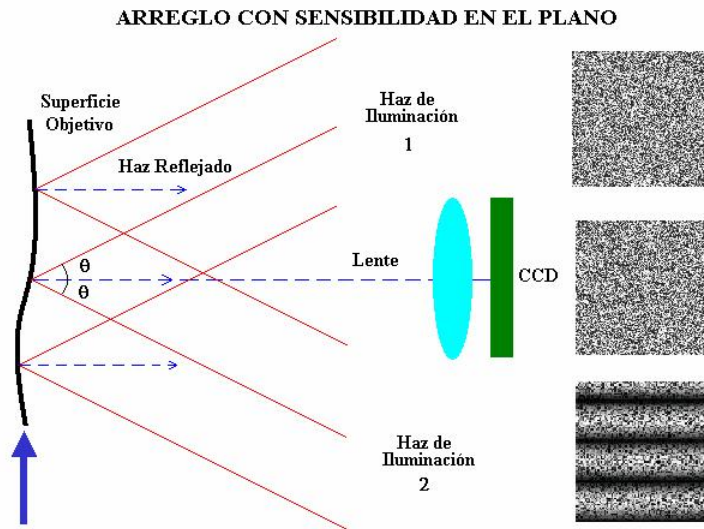 ARREGLO CON SENSIBILIDAD EN EL PLANO
Superficie
Objetivo
Haz de
Iluminación
1
Haz Reflejado
θ
θ
Lente
CCD
Haz de
Iluminación
2